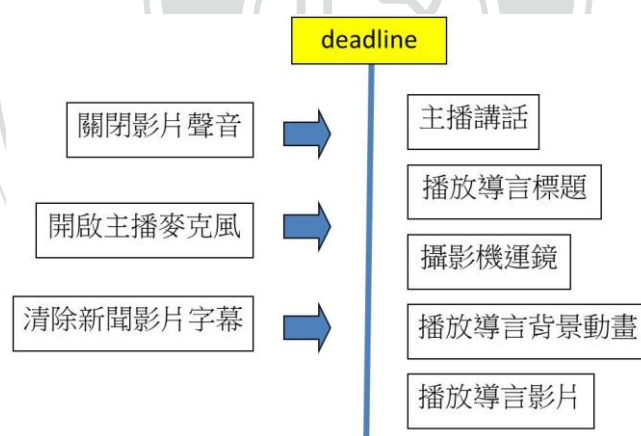 deadline
關閉影片聲音
開啟主播麥克風
清除新聞影片字幕
主播講話
播放導言標題
攝影機運鏡
播放導言背景動畫
播放導言影片